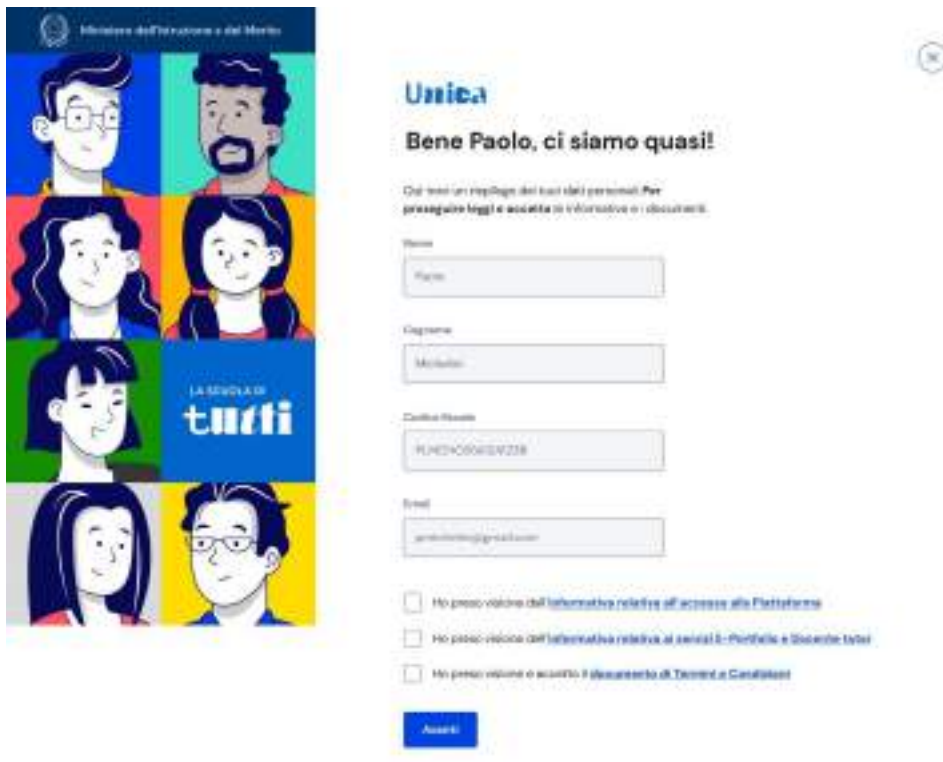 Ministero dell'Istruzione e del Merito
LA SCUOLA DI
tutti
Unica
Bene Paolo, ci siamo quasi!
Qui trovi un riepilogo dei tuoi dati personali. Per
proseguire leggi e accetta le informative e i documenti.
Nome
Paolo
Cognome
Codice fiscale
Email
Ho preso visione dell'informativa relativa all'accesso alla Piattaforma
Ho preso visione dell'informativa relativa ai servizi E-Portfolio e Docente tutor
Ho preso visione e accetto il documento di Termini e Condizioni
Avanti